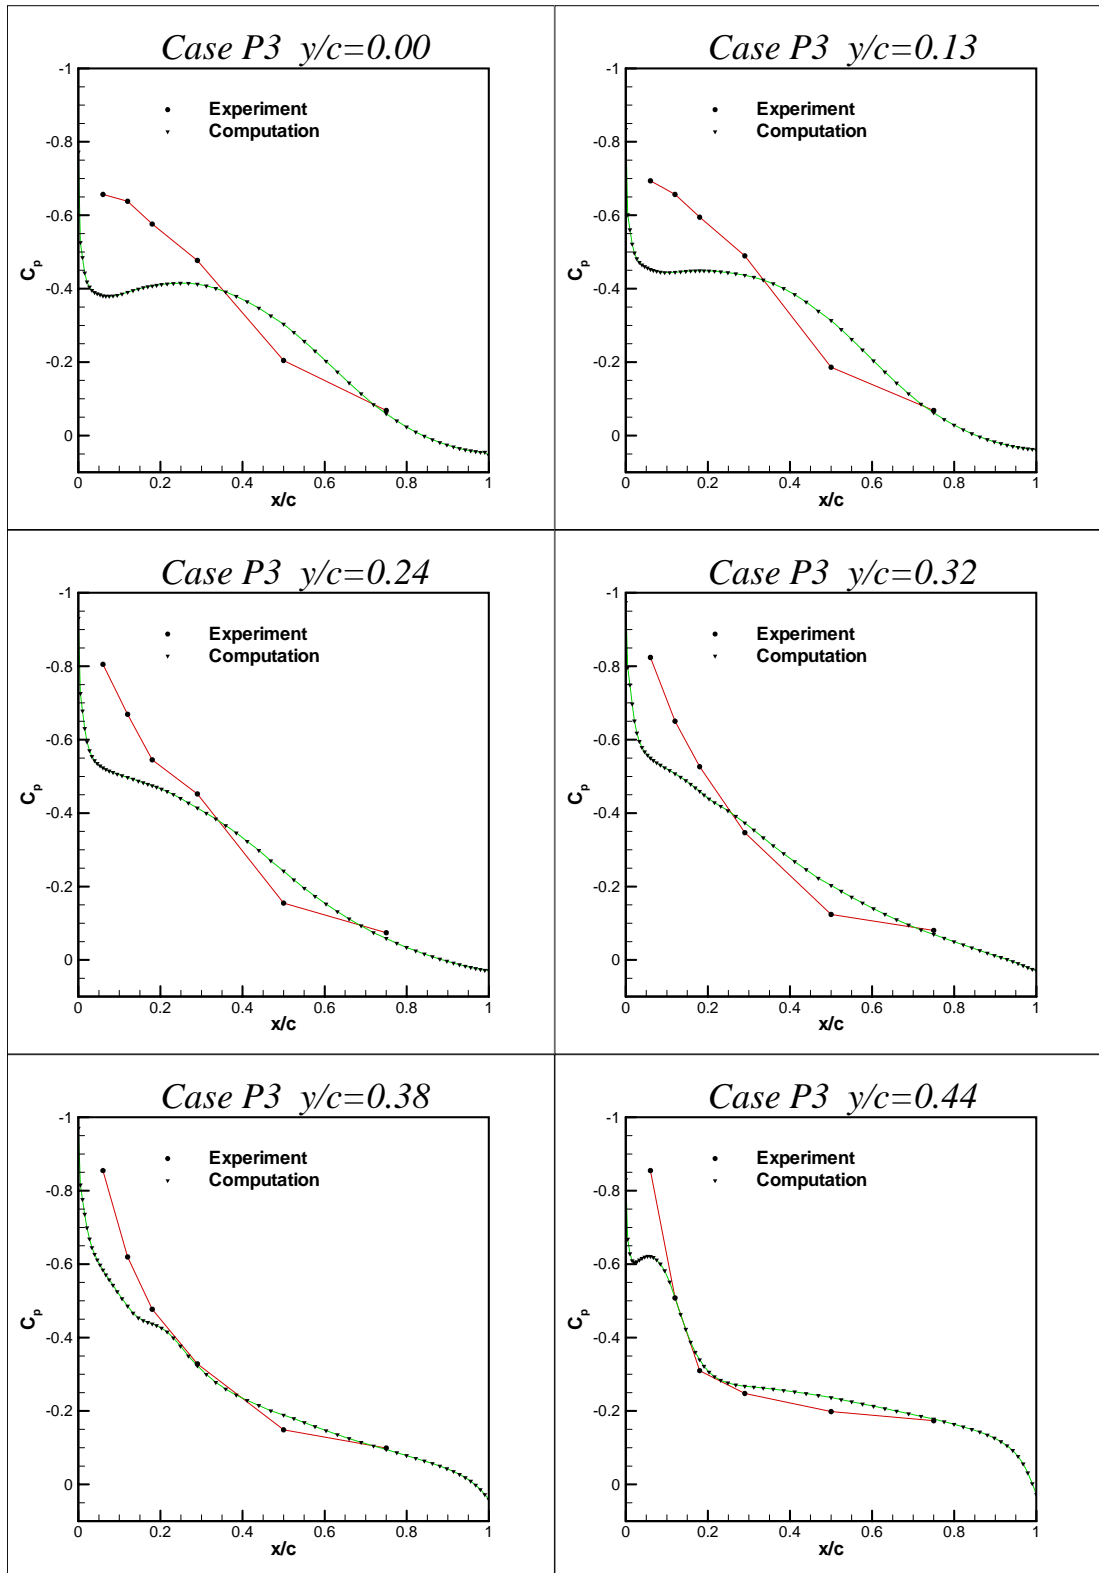 Case P3 y/c=0.00
-1
-0.8
-0.6
-0.4
-0.2
0
Cp
Experiment
Computation
0 0.2 0.4 0.6 0.8 1
x/c
Case P3 y/c=0.13
-1
-0.8
-0.6
-0.4
-0.2
0
Cp
Experiment
Computation
0 0.2 0.4 0.6 0.8 1
x/c
Case P3 y/c=0.24
-1
-0.8
-0.6
-0.4
-0.2
0
Cp
Experiment
Computation
0 0.2 0.4 0.6 0.8 1
x/c
Case P3 y/c=0.32
-1
-0.8
-0.6
-0.4
-0.2
0
Cp
Experiment
Computation
0 0.2 0.4 0.6 0.8 1
x/c
Case P3 y/c=0.38
-1
-0.8
-0.6
-0.4
-0.2
0
Cp
Experiment
Computation
0 0.2 0.4 0.6 0.8 1
x/c
Case P3 y/c=0.44
-1
-0.8
-0.6
-0.4
-0.2
0
Cp
Experiment
Computation
0 0.2 0.4 0.6 0.8 1
x/c